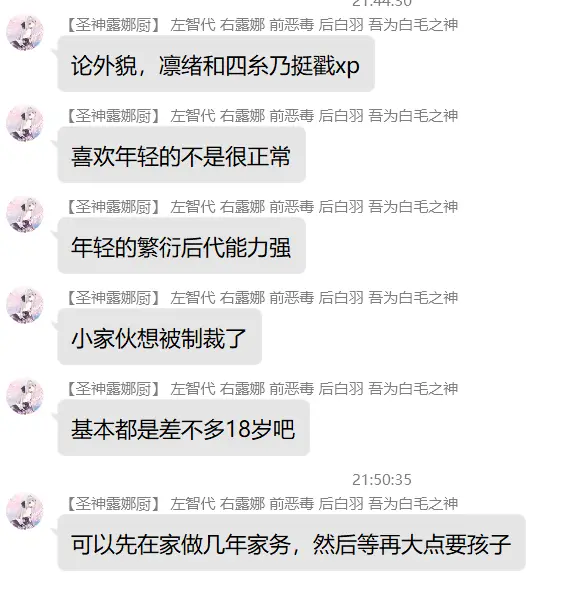 21:44:30
【圣神露娜厨】 左智代 右露娜 前恶毒 后白羽 吾为白毛之神
论外貌，凛绪和四糸乃挺戳xp
【圣神露娜厨】 左智代 右露娜 前恶毒 后白羽 吾为白毛之神
喜欢年轻的不是很正常
【圣神露娜厨】 左智代 右露娜 前恶毒 后白羽 吾为白毛之神
年轻的繁衍后代能力强
【圣神露娜厨】 左智代 右露娜 前恶毒 后白羽 吾为白毛之神
小家伙想被制裁了
【圣神露娜厨】 左智代 右露娜 前恶毒 后白羽 吾为白毛之神
基本都是差不多18岁吧
21:50:35
【圣神露娜厨】 左智代 右露娜 前恶毒 后白羽 吾为白毛之神
可以先在家做几年家务，然后等再大点要孩子